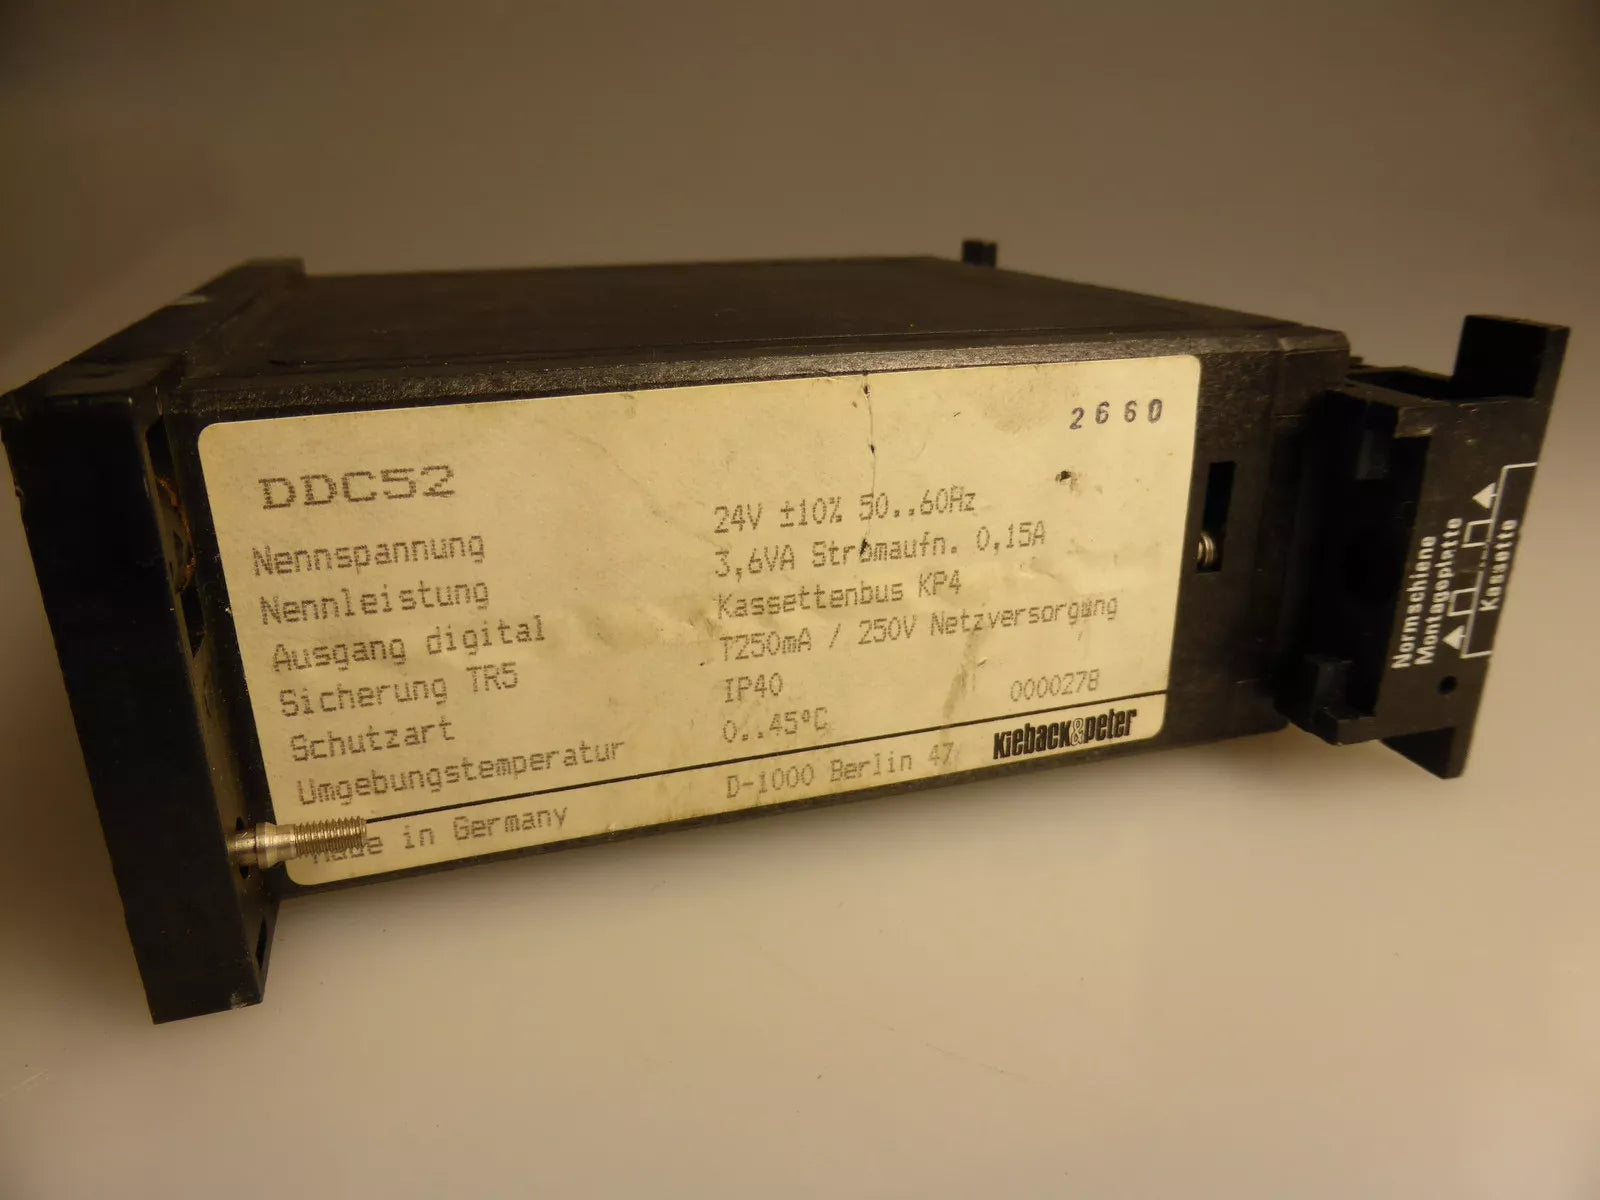 2660
DDC52
Nennspannung 24V ±10% 50..60Hz
Nennleistung 3,6VA Stromaufn. 0,15A
Ausgang digital Kassettenbus KP4
Sicherung TR5 T250mA / 250V Netzversorgung
Schutzart IP40
Umgebungstemperatur 0..45°C 0000278
Made in Germany D-1000 Berlin 47 Kieback&peter
Normschiene
Montageplatte
Kassette